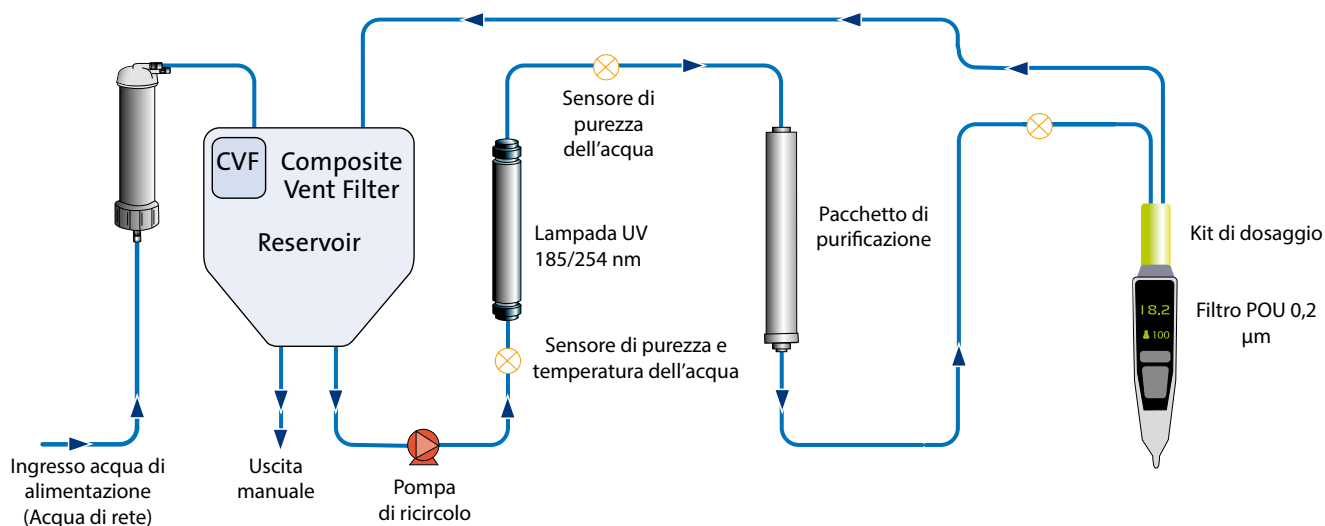 Sensore di
purezza
dell'acqua
CVF
Composite
Vent Filter
Reservoir
Lampada UV
185/254 nm
Pacchetto di
purificazione
Kit di dosaggio
18.2
100
Filtro POU 0,2
µm
Sensore di purezza e
temperatura dell'acqua
Ingresso acqua di
alimentazione
(Acqua di rete)
Uscita
manuale
Pompa
di ricircolo